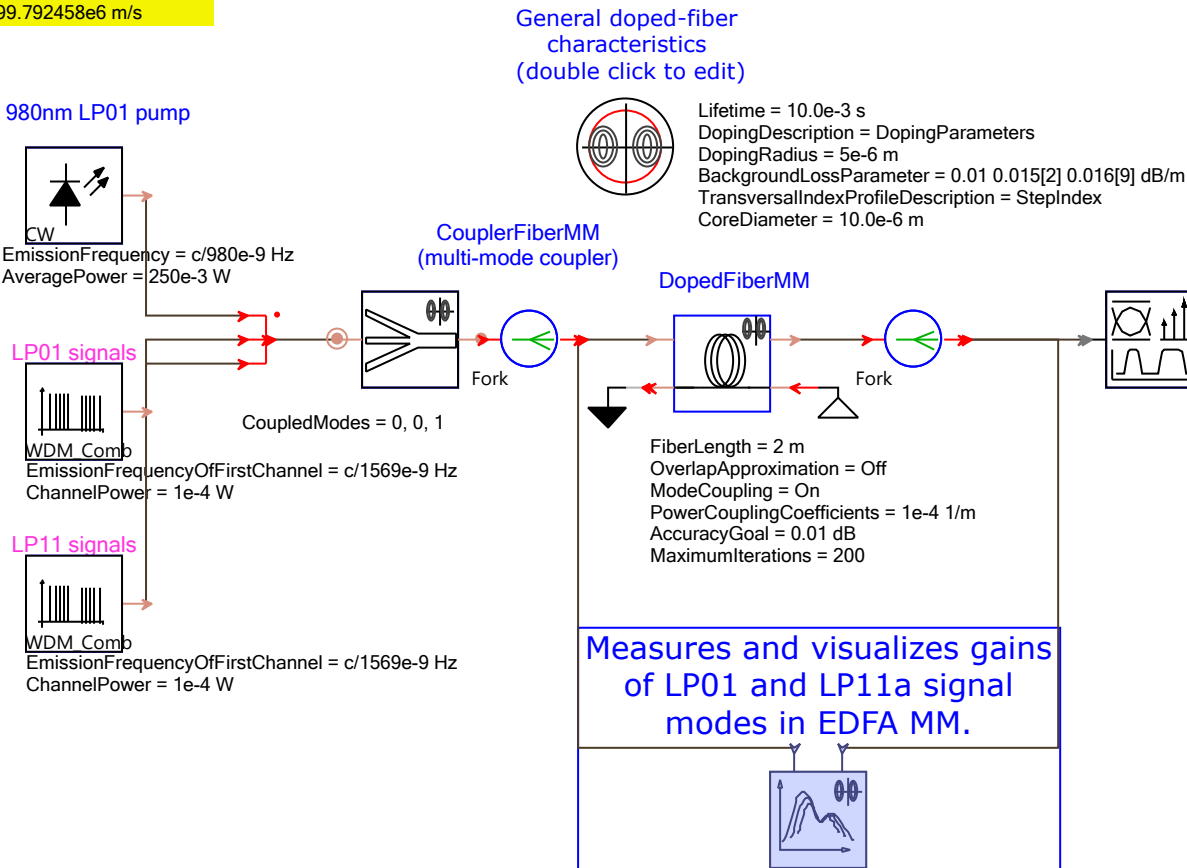 99.792458e6 m/s
General doped-fiber
characteristics
(double click to edit)
980nm LP01 pump
Lifetime = 10.0e-3 s
DopingDescription = DopingParameters
DopingRadius = 5e-6 m
BackgroundLossParameter = 0.01 0.015[2] 0.016[9] dB/m
TransversalIndexProfileDescription = StepIndex
CoreDiameter = 10.0e-6 m
CW
EmissionFrequency = c/980e-9 Hz
AveragePower = 250e-3 W
CouplerFiberMM
(multi-mode coupler)
DopedFiberMM
LP01 signals
Fork
Fork
CoupledModes = 0, 0, 1
WDM_Comb
EmissionFrequencyOfFirstChannel = c/1569e-9 Hz
ChannelPower = 1e-4 W
FiberLength = 2 m
OverlapApproximation = Off
ModeCoupling = On
PowerCouplingCoefficients = 1e-4 1/m
AccuracyGoal = 0.01 dB
MaximumIterations = 200
LP11 signals
WDM_Comb
EmissionFrequencyOfFirstChannel = c/1569e-9 Hz
ChannelPower = 1e-4 W
Measures and visualizes gains
of LP01 and LP11a signal
modes in EDFA MM.